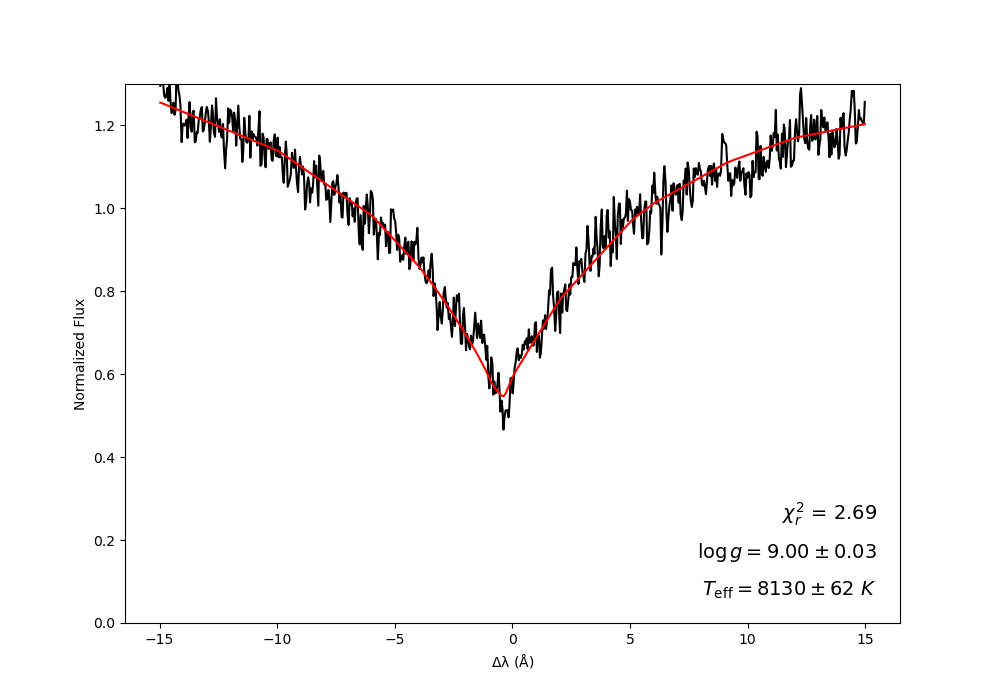 1.2
1.0
0.8
0.6
0.4
0.2
0.0
Normalized Flux
χ²ᵣ = 2.69
log g = 9.00 ± 0.03
T_eff = 8130 ± 62 K
−15 −10 −5 0 5 10 15
Δλ (Å)